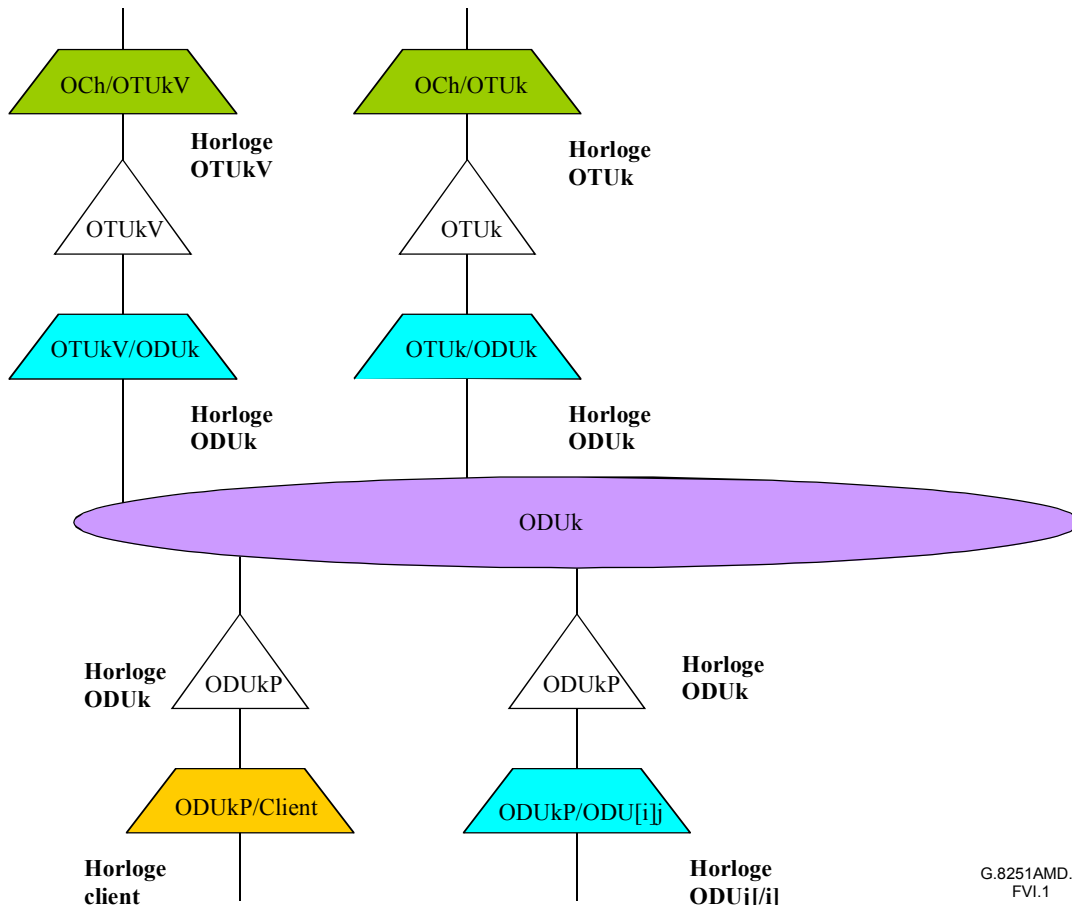 OCh/OTUkV
OCh/OTUk
Horloge
OTUkV
Horloge
OTUk
OTUkV
OTUk
OTUkV/ODUk
OTUk/ODUk
Horloge
ODUk
Horloge
ODUk
ODUk
Horloge
ODUk
ODUkP
ODUkP
Horloge
ODUk
ODUkP/Client
ODUkP/ODU[i]j
Horloge
client
Horloge
ODUj[/i]
G.8251AMD.
FVI.1